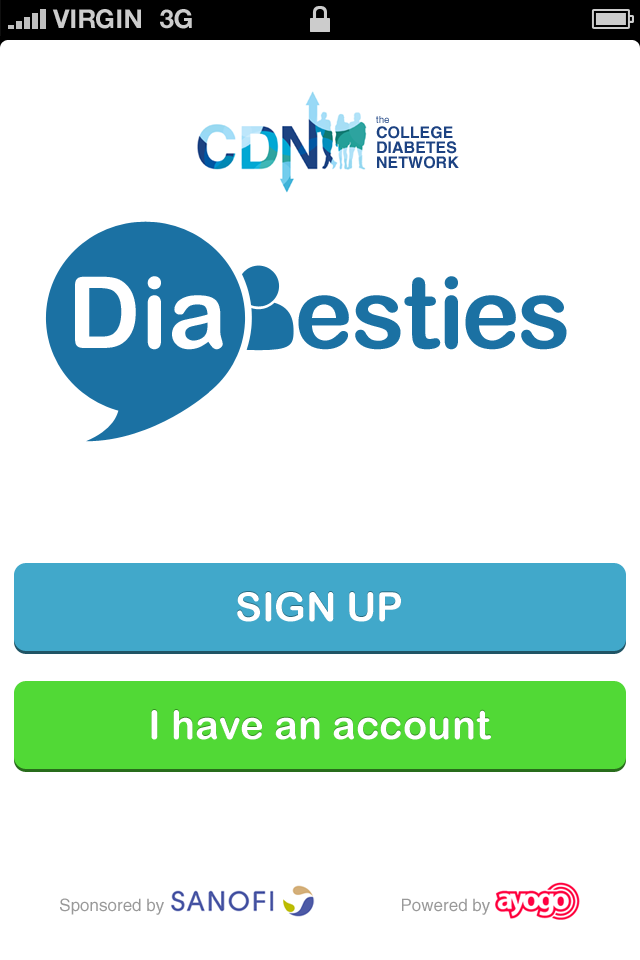 VIRGIN 3G
CDN
the
COLLEGE
DIABETES
NETWORK
DiaBesties
SIGN UP
I have an account
Sponsored by SANOFI
Powered by ayogo